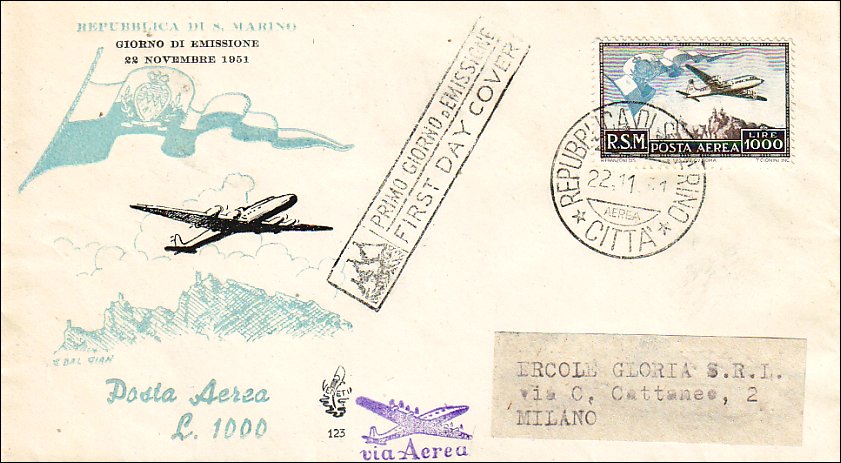 REPUBBLICA DI S. MARINO
GIORNO DI EMISSIONE
22 NOVEMBRE 1951
PRIMO GIORNO D'EMISSIONE
FIRST DAY COVER
R.S.M. POSTA AEREA LIRE 1000
REPUBBLICA DI S. MARINO
22.11.51
AEREA
★ CITTÀ ★
ERCOLE GLORIA S.R.L.
via C, Cattaneo, 2
MILANO
Posta Aerea
L. 1000
123
via Aerea